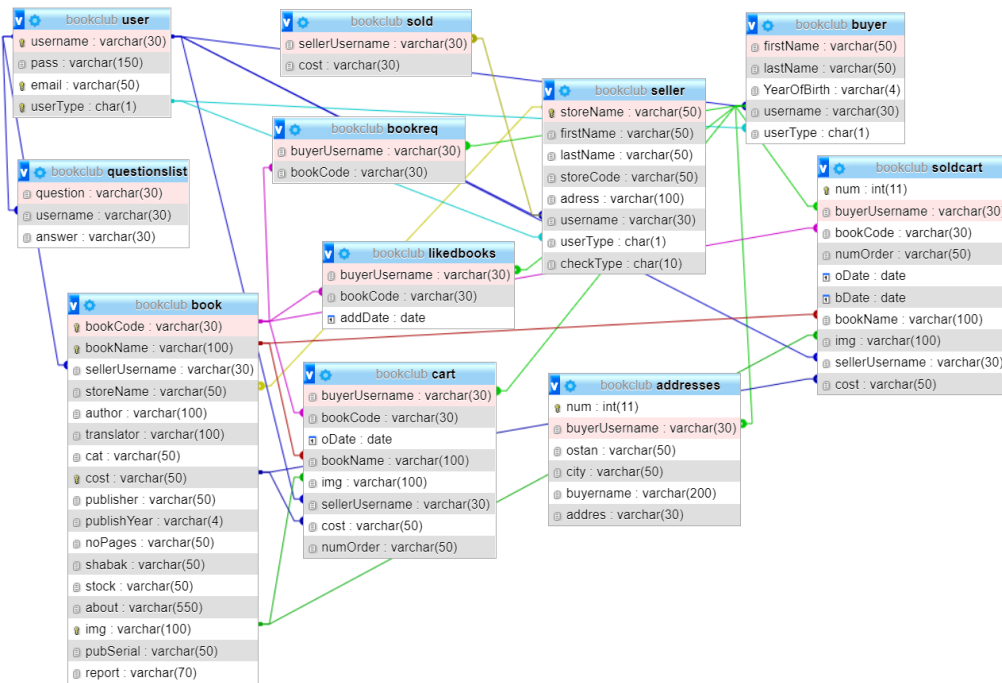 bookclub user
username : varchar(30)
pass : varchar(150)
email : varchar(50)
userType : char(1)
bookclub sold
sellerUsername : varchar(30)
cost : varchar(30)
bookclub buyer
firstName : varchar(50)
lastName : varchar(50)
YearOfBirth : varchar(4)
username : varchar(30)
userType : char(1)
bookclub seller
storeName : varchar(50)
firstName : varchar(50)
lastName : varchar(50)
storeCode : varchar(50)
adress : varchar(100)
username : varchar(30)
userType : char(1)
checkType : char(10)
bookclub bookreq
buyerUsername : varchar(30)
bookCode : varchar(30)
bookclub questionslist
question : varchar(30)
username : varchar(30)
answer : varchar(30)
bookclub soldcart
num : int(11)
buyerUsername : varchar(30)
bookCode : varchar(30)
numOrder : varchar(50)
oDate : date
bDate : date
bookName : varchar(100)
img : varchar(100)
sellerUsername : varchar(30)
cost : varchar(50)
bookclub likedbooks
buyerUsername : varchar(30)
bookCode : varchar(30)
addDate : date
bookclub book
bookCode : varchar(30)
bookName : varchar(100)
sellerUsername : varchar(30)
storeName : varchar(50)
author : varchar(100)
translator : varchar(100)
cat : varchar(50)
cost : varchar(50)
publisher : varchar(50)
publishYear : varchar(4)
noPages : varchar(50)
shabak : varchar(50)
stock : varchar(50)
about : varchar(550)
img : varchar(100)
pubSerial : varchar(50)
report : varchar(70)
bookclub cart
buyerUsername : varchar(30)
bookCode : varchar(30)
oDate : date
bookName : varchar(100)
img : varchar(100)
sellerUsername : varchar(30)
cost : varchar(50)
numOrder : varchar(50)
bookclub addresses
num : int(11)
buyerUsername : varchar(30)
ostan : varchar(50)
city : varchar(50)
buyername : varchar(200)
addres : varchar(30)